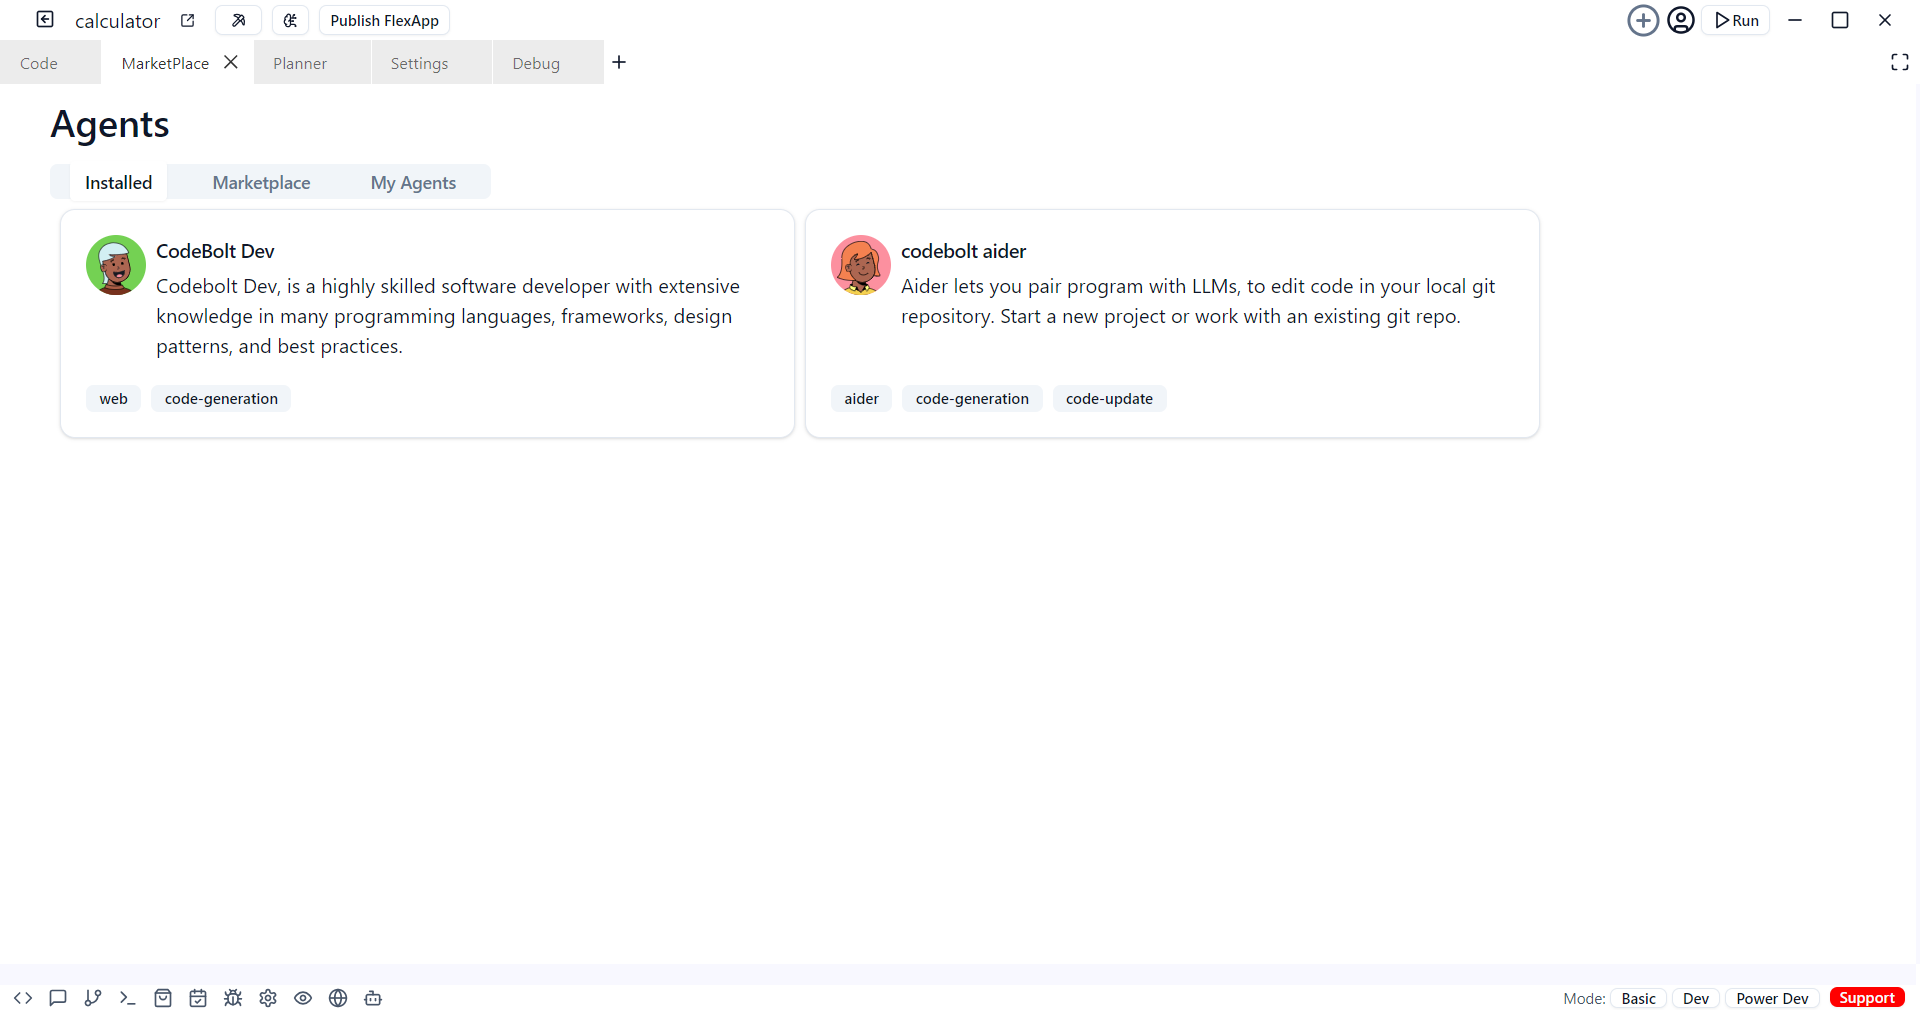 calculator
Publish FlexApp
Run
Code
MarketPlace
Planner
Settings
Debug
Agents
Installed
Marketplace
My Agents
CodeBolt Dev
Codebolt Dev, is a highly skilled software developer with extensive
knowledge in many programming languages, frameworks, design
patterns, and best practices.
web
code-generation
codebolt aider
Aider lets you pair program with LLMs, to edit code in your local git
repository. Start a new project or work with an existing git repo.
aider
code-generation
code-update
Mode:
Basic
Dev
Power Dev
Support